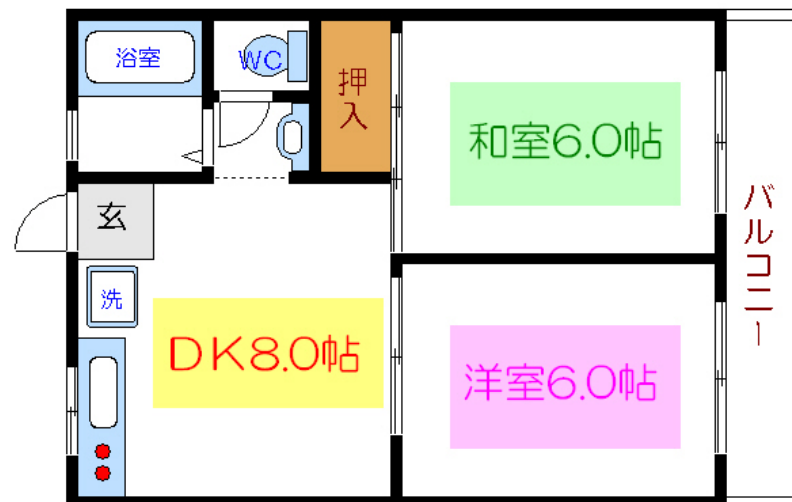 浴室
WC
押入
和室6.0帖
玄
バルコニー
洗
DK8.0帖
洋室6.0帖